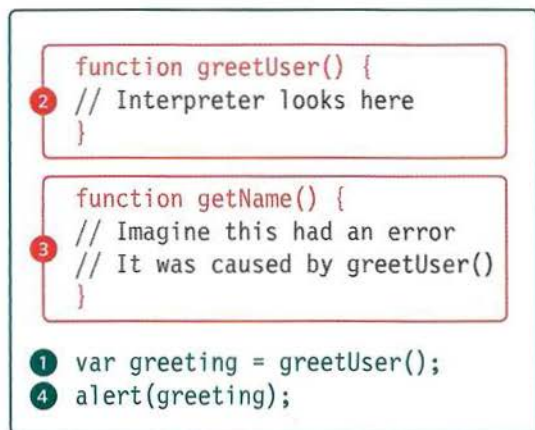 function greetUser() {
2 // Interpreter looks here
}
function getName() {
// Imagine this had an error
3 // It was caused by greetUser()
}
1 var greeting = greetUser();
4 alert(greeting);